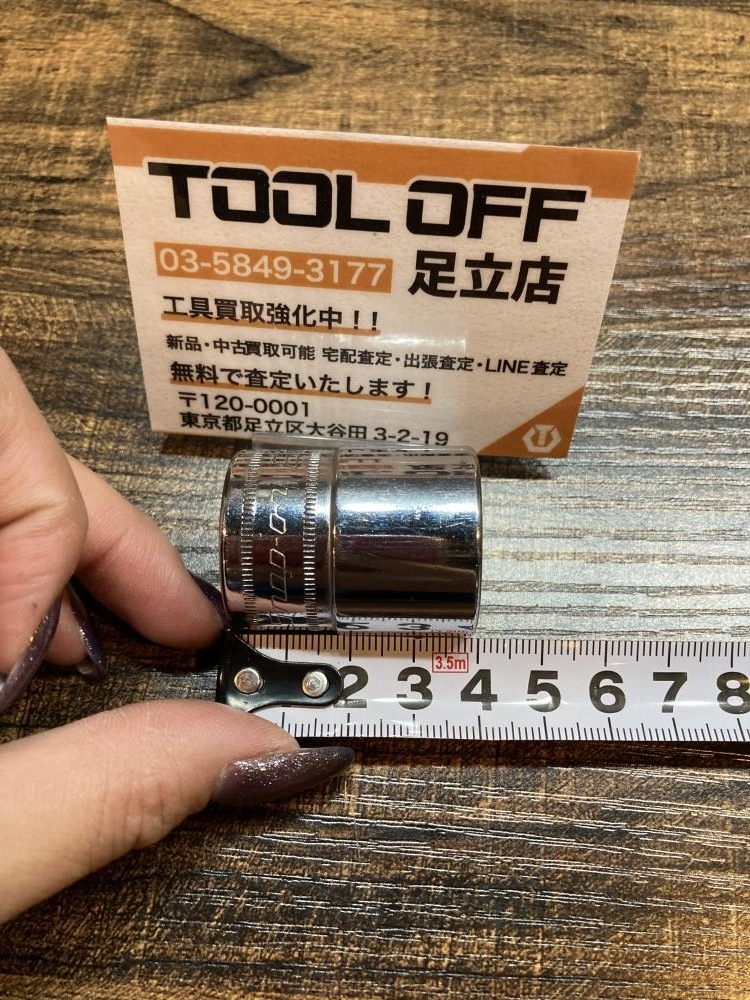 TOOL OFF
03-5849-3177 足立店
工具買取強化中!!
新品・中古買取可能 宅配査定・出張査定・LINE査定
無料で査定いたします!
〒120-0001
東京都足立区大谷田 3-2-19
3.5m
2 3 4 5 6 7 8